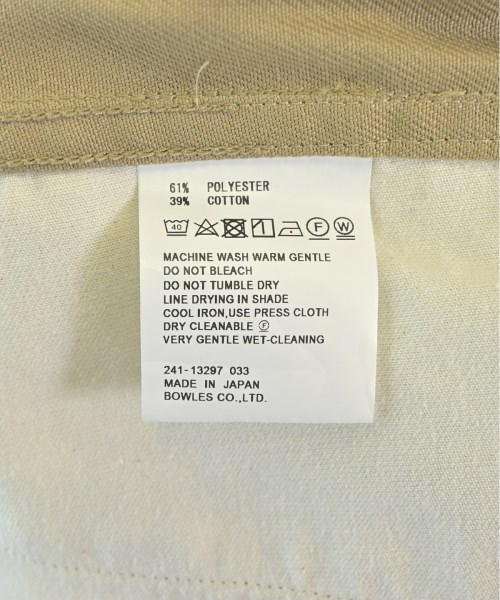 61% POLYESTER
39% COTTON
40 F W
MACHINE WASH WARM GENTLE
DO NOT BLEACH
DO NOT TUMBLE DRY
LINE DRYING IN SHADE
COOL IRON,USE PRESS CLOTH
DRY CLEANABLE Ⓕ
VERY GENTLE WET-CLEANING
241-13297 033
MADE IN JAPAN
BOWLES CO.,LTD.